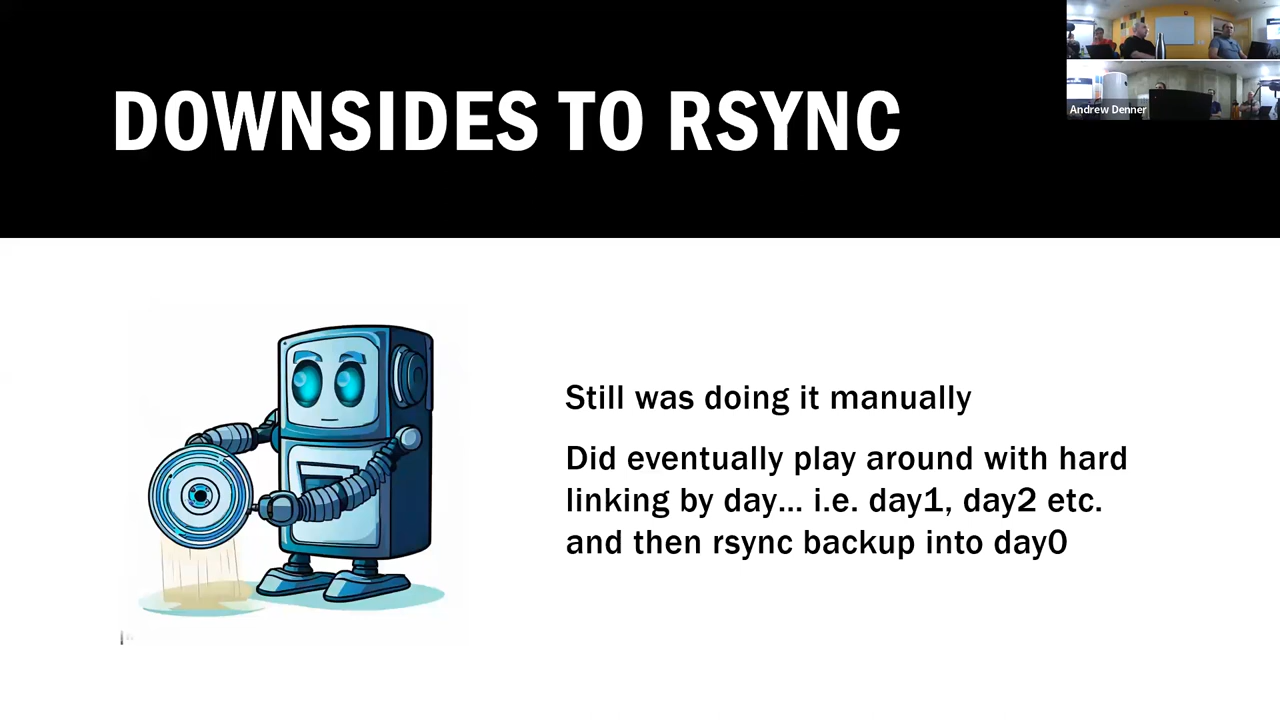 DOWNSIDES TO RSYNC
Andrew Denner
Still was doing it manually
Did eventually play around with hard
linking by day... i.e. day1, day2 etc.
and then rsync backup into day0